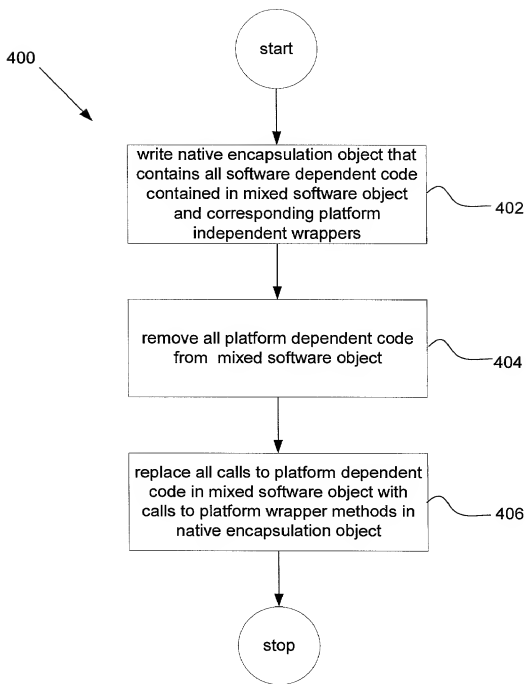 start
400
write native encapsulation object that
contains all software dependent code
contained in mixed software object
and corresponding platform
independent wrappers
402
remove all platform dependent code
from mixed software object
404
replace all calls to platform dependent
code in mixed software object with
calls to platform wrapper methods in
native encapsulation object
406
stop